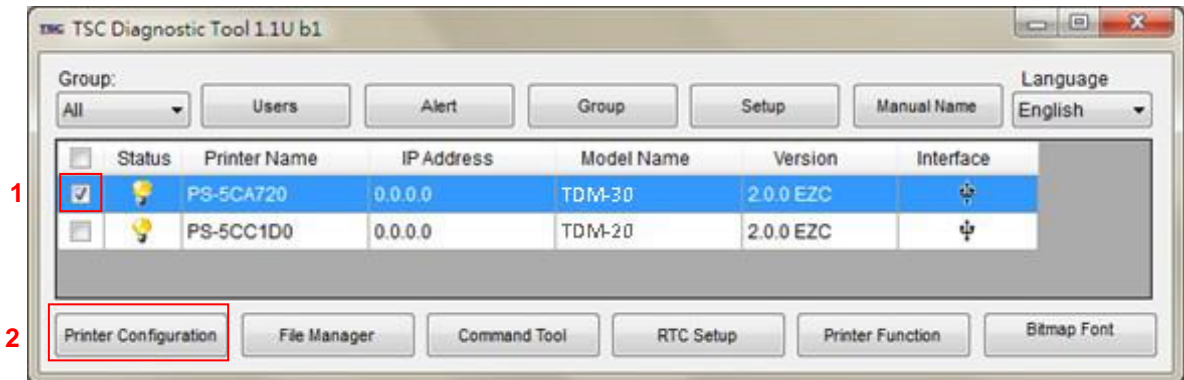 TSC TSC Diagnostic Tool 1.1U b1
Group: Language
All Users Alert Group Setup Manual Name English
Status Printer Name IP Address Model Name Version Interface
1 PS-5CA720 0.0.0.0 TDM-30 2.0.0 EZC
PS-5CC1D0 0.0.0.0 TDM-20 2.0.0 EZC
2 Printer Configuration File Manager Command Tool RTC Setup Printer Function Bitmap Font